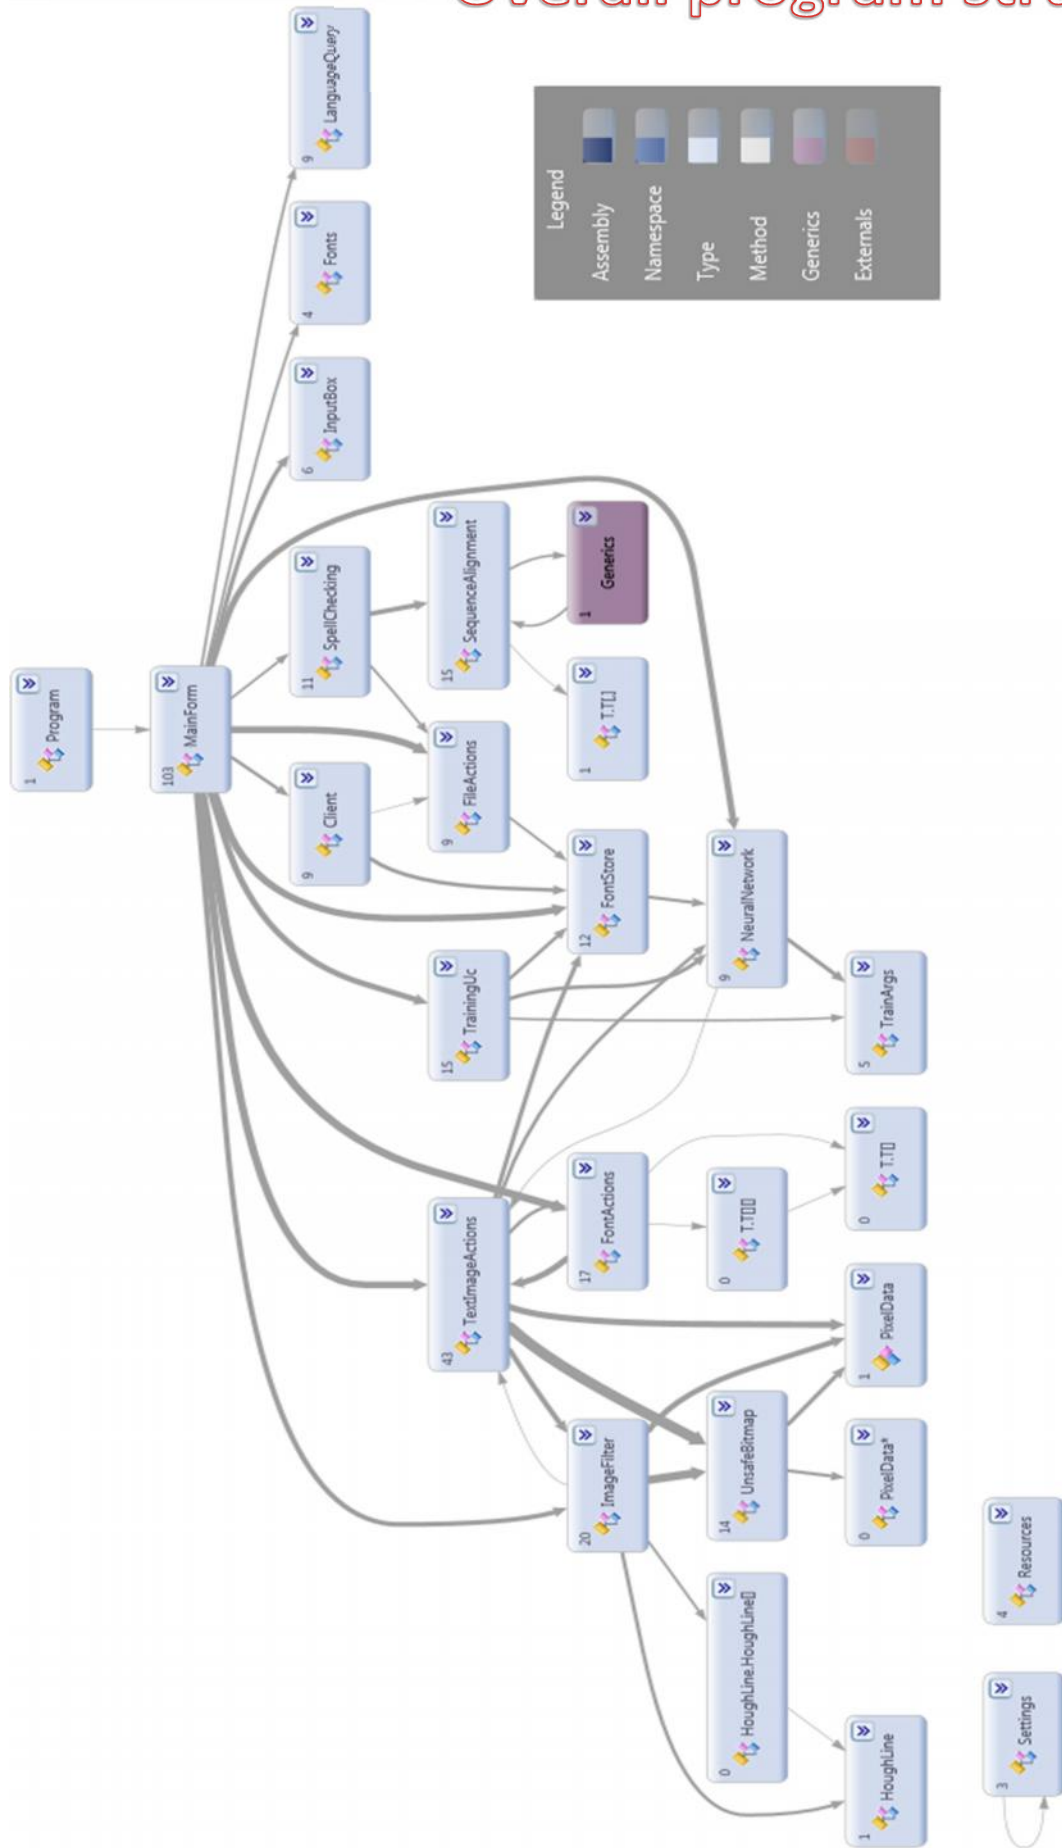 Overall program stru
1
Program
103
MainForm
9
LanguageQuery
4
Fonts
6
InputBox
11
SpellChecking
9
Client
15
SequenceAlignment
9
FileActions
15
TrainingUc
43
TextImageActions
1
Generics
1
T.T[,]
12
FontStore
17
FontActions
20
ImageFilter
9
NeuralNetwork
0
T.T[][]
14
UnsafeBitmap
0
HoughLine.HoughLine[]
5
TrainArgs
0
T.T[]
1
PixelData
0
PixelData*
1
HoughLine
4
Resources
3
Settings
Legend
Assembly
Namespace
Type
Method
Generics
Externals